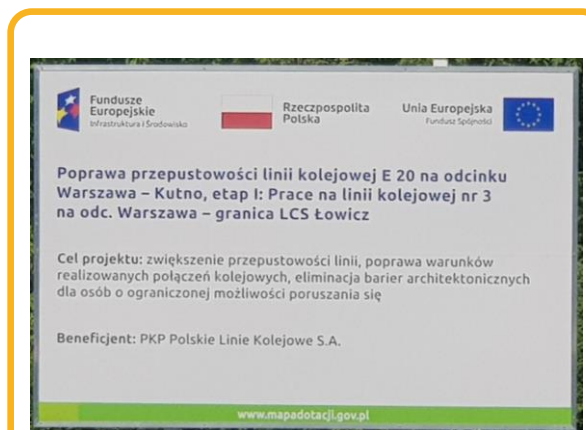 Fundusze
Europejskie
Infrastruktura i Środowisko
Rzeczpospolita
Polska
Unia Europejska
Fundusz Spójności
Poprawa przepustowości linii kolejowej E 20 na odcinku
Warszawa – Kutno, etap I: Prace na linii kolejowej nr 3
na odc. Warszawa – granica LCS Łowicz
Cel projektu: zwiększenie przepustowości linii, poprawa warunków
realizowanych połączeń kolejowych, eliminacja barier architektonicznych
dla osób o ograniczonej możliwości poruszania się
Beneficjent: PKP Polskie Linie Kolejowe S.A.
www.mapadotacji.gov.pl